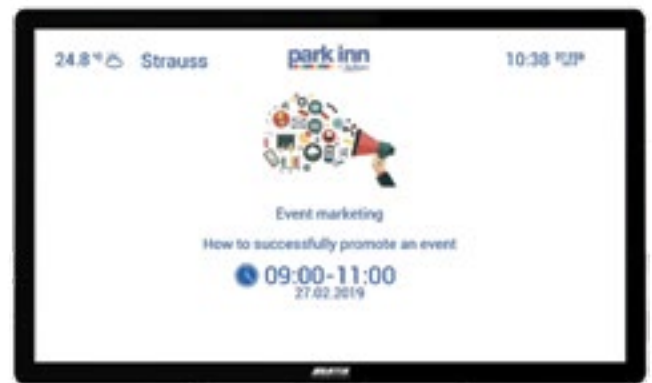 24.8 Strauss
park inn
10:38
Event marketing
How to successfully promote an event
09:00-11:00
27.02.2019